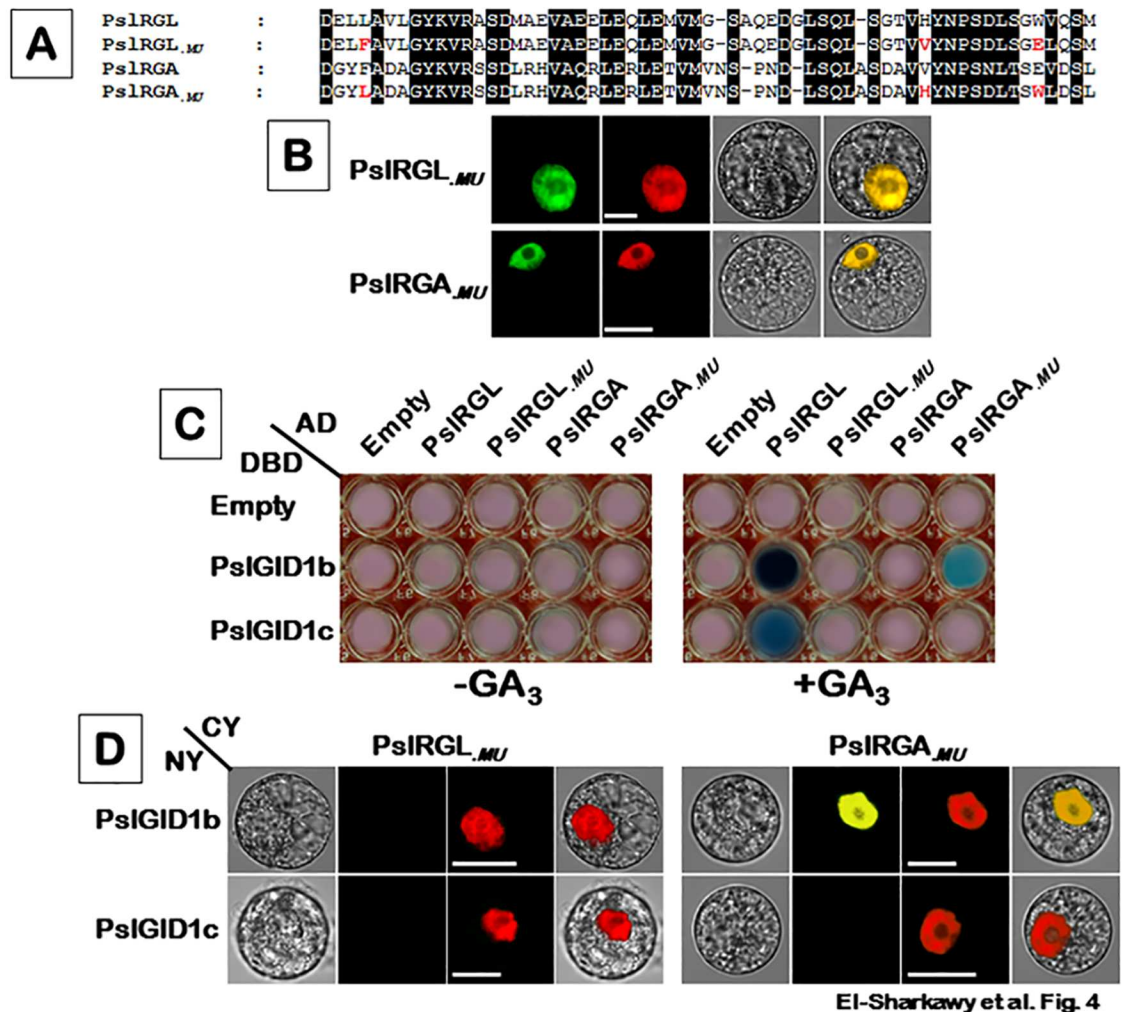 A
PslRGL : DELLAVLGYKVRASDMAEVAEELEQLEMVMG-SAQEDGLSQL-SGTVHYNPSDLSGWVQSM
PslRGL.MU : DELFAVLGYKVRASDMAEVAEELEQLEMVMG-SAQEDGLSQL-SGTVVYNPSDLSGELQSM
PslRGA : DGYFADAGYKVRSSDLRHVAQRLERLETVMVNS-PND-LSQLASDAVVYNPSNLTSEVDSL
PslRGA.MU : DGYLADAGYKVRSSDLRHVAQRLERLETVMVNS-PND-LSQLASDAVHYNPSDLTSWLDSL
B
PslRGL.MU
PslRGA.MU
C
AD
DBD
Empty PslRGL PslRGL.MU PslRGA PslRGA.MU
Empty PslRGL PslRGL.MU PslRGA PslRGA.MU
Empty
PslGID1b
PslGID1c
-GA3 +GA3
D
CY
NY
PslRGL.MU PslRGA.MU
PslGID1b
PslGID1c
El-Sharkawy et al. Fig. 4